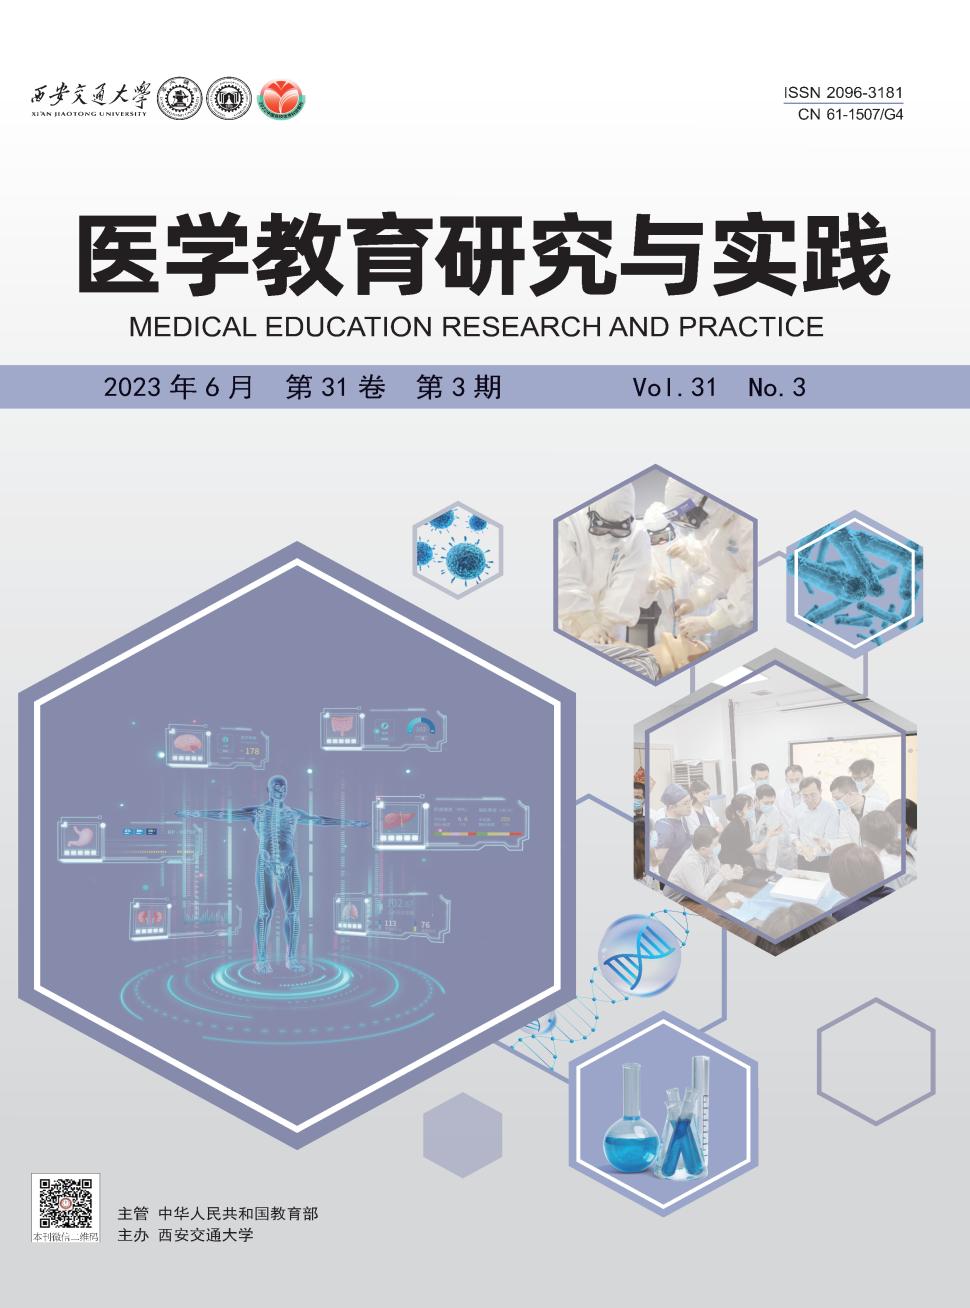 西安交通大学
XI'AN JIAOTONG UNIVERSITY
ISSN 2096-3181
CN 61-1507/G4
医学教育研究与实践
MEDICAL EDUCATION RESEARCH AND PRACTICE
2023年6月 第31卷 第3期 Vol.31 No.3
178
113
76
本刊微信二维码
主管 中华人民共和国教育部
主办 西安交通大学